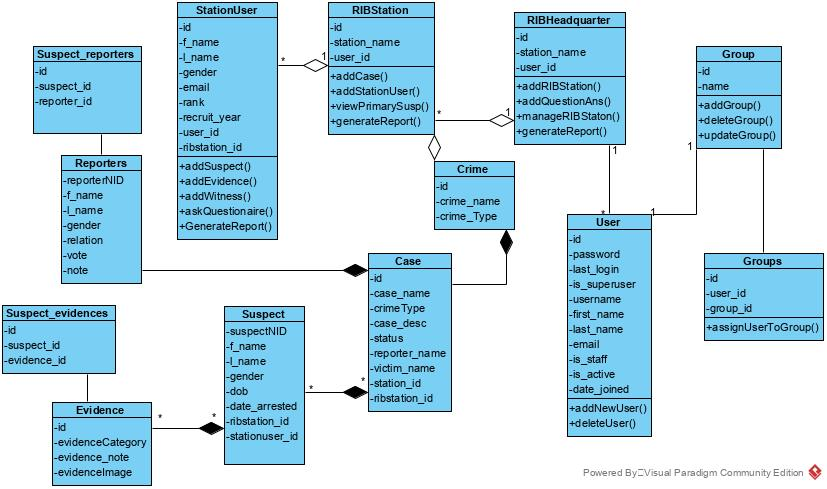 StationUser
-id
-f_name
-l_name
-gender
-email
-rank
-recruit_year
-user_id
-ribstation_id
+addSuspect()
+addEvidence()
+addWitness()
+askQuestionaire()
+GenerateReport()
RIBStation
-id
-station_name
-user_id
+addCase()
+addStationUser()
+viewPrimarySusp()
+generateReport()
RIBHeadquarter
-id
-station_name
-user_id
+addRIBStation()
+addQuestionAns()
+manageRIBStaton()
+generateReport()
Group
-id
-name
+addGroup()
+deleteGroup()
+updateGroup()
Suspect_reporters
-id
-suspect_id
-reporter_id
Reporters
-reporterNID
-f_name
-l_name
-gender
-relation
-vote
-note
Crime
-id
-crime_name
-crime_Type
User
-id
-password
-last_login
-is_superuser
-username
-first_name
-last_name
-email
-is_staff
-is_active
-date_joined
+addNewUser()
+deleteUser()
Groups
-id
-user_id
-group_id
+assignUserToGroup()
Case
-id
-case_name
-crimeType
-case_desc
-status
-reporter_name
-victim_name
-station_id
-ribstation_id
Suspect_evidences
-id
-suspect_id
-evidence_id
Suspect
-suspectNID
-f_name
-l_name
-gender
-dob
-date_arrested
-ribstation_id
-stationuser_id
Evidence
-id
-evidenceCategory
-evidence_note
-evidenceImage
*
1
*
1
1
*
1
1
*
*
*
*
Powered By Visual Paradigm Community Edition